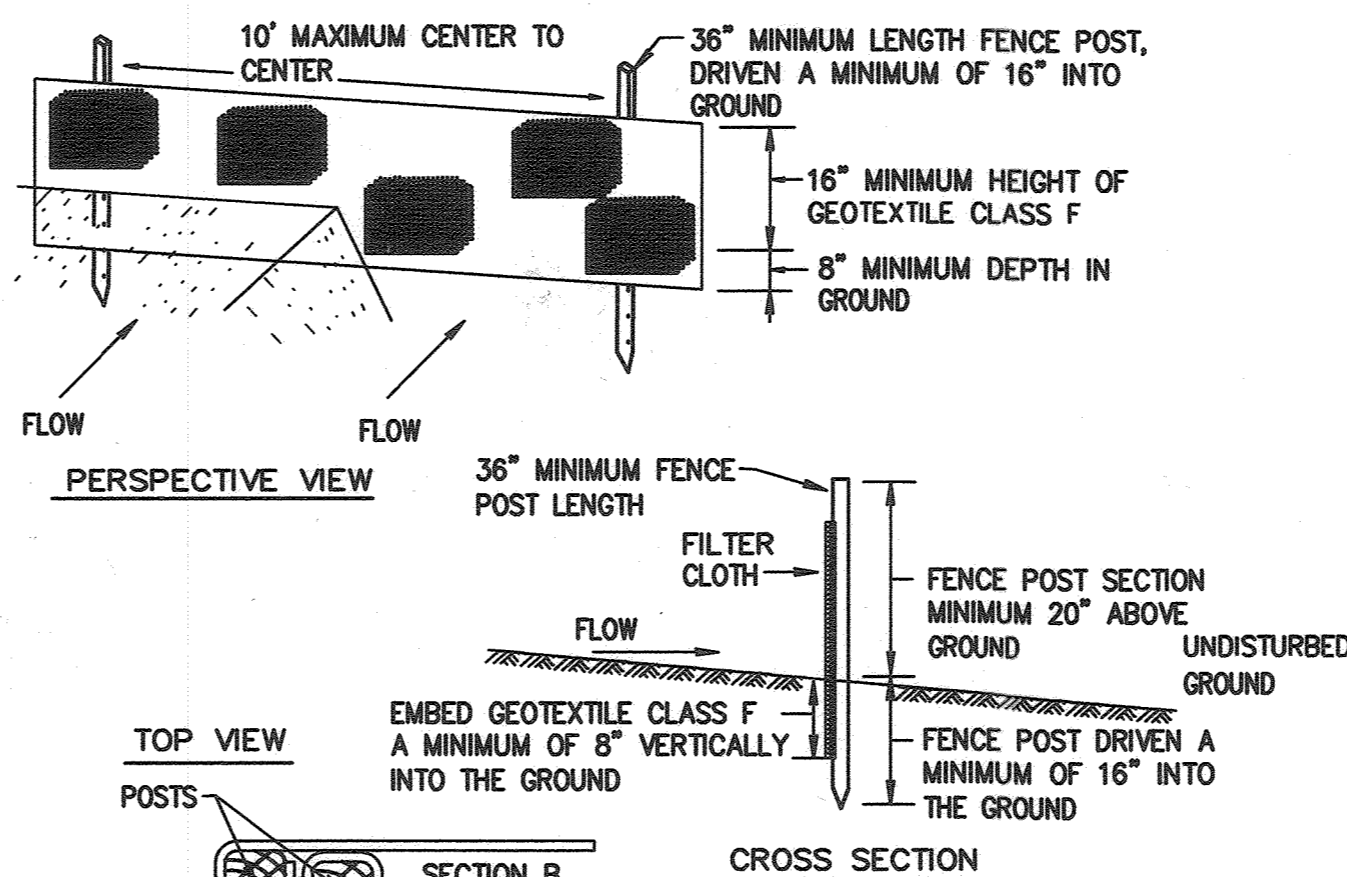 10' MAXIMUM CENTER TO
CENTER
36" MINIMUM LENGTH FENCE POST,
DRIVEN A MINIMUM OF 16" INTO
GROUND
16" MINIMUM HEIGHT OF
GEOTEXTILE CLASS F
8" MINIMUM DEPTH IN
GROUND
FLOW
FLOW
PERSPECTIVE VIEW
36" MINIMUM FENCE
POST LENGTH
FILTER
CLOTH
FLOW
FENCE POST SECTION
MINIMUM 20" ABOVE
GROUND
UNDISTURBED
GROUND
EMBED GEOTEXTILE CLASS F
A MINIMUM OF 8" VERTICALLY
INTO THE GROUND
FENCE POST DRIVEN A
MINIMUM OF 16" INTO
THE GROUND
TOP VIEW
POSTS
SECTION B
CROSS SECTION